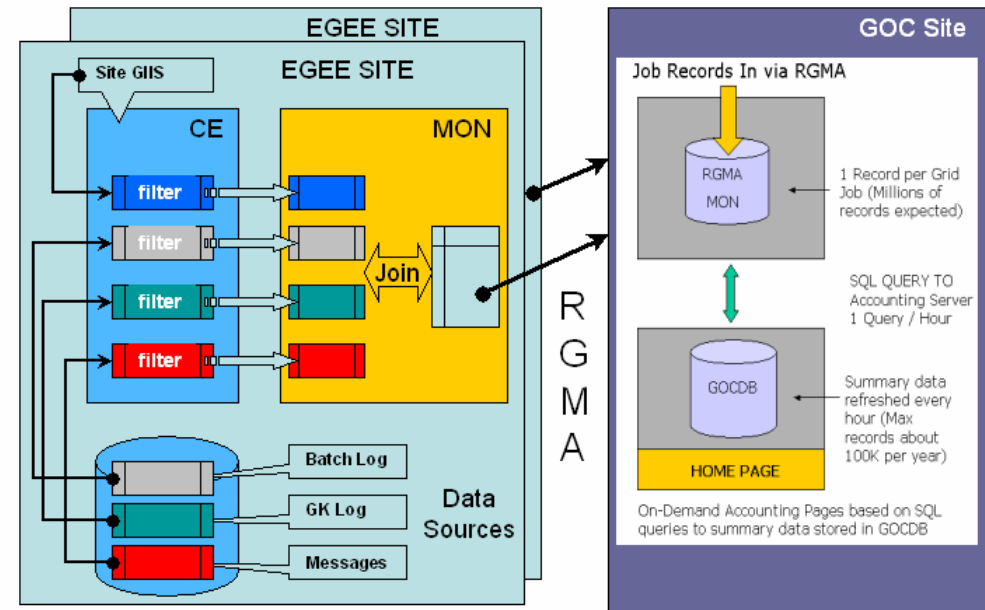 EGEE SITE
EGEE SITE
Site GIIS
CE
MON
filter
filter
filter
filter
Join
Batch Log
GK Log
Messages
Data
Sources
R
G
M
A
GOC Site
Job Records In via RGMA
RGMA
MON
1 Record per Grid
Job (Millions of
records expected)
SQL QUERY TO
Accounting Server
1 Query / Hour
GOCDB
Summary data
refreshed every
hour (Max
records about
100K per year)
HOME PAGE
On-Demand Accounting Pages based on SQL
queries to summary data stored in GOCDB